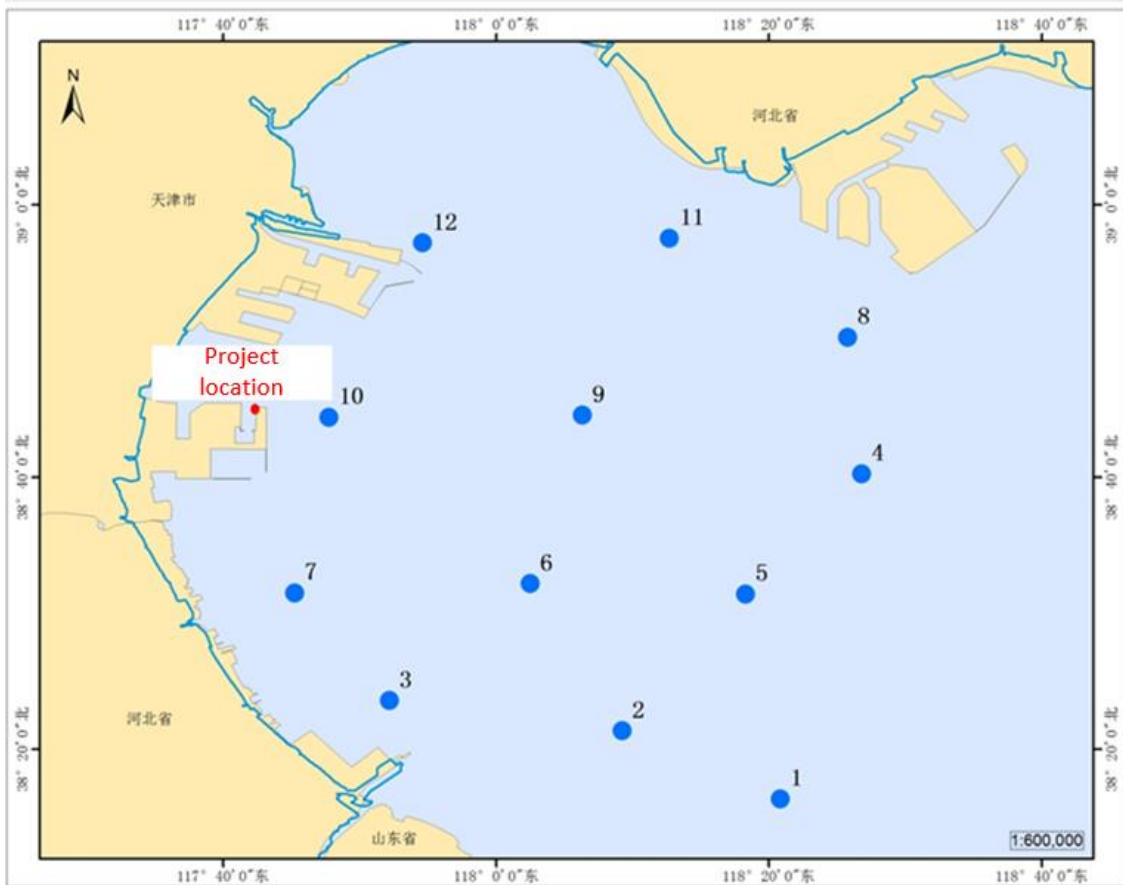 117° 40′ 0″东
118° 0′ 0″东
118° 20′ 0″东
118° 40′ 0″东
N
河北省
天津市
39° 0′ 0″北
39° 0′ 0″北
12
11
8
Project
location
10
9
4
38° 40′ 0″北
38° 40′ 0″北
7
6
5
3
2
河北省
38° 20′ 0″北
38° 20′ 0″北
1
山东省
1:600,000
117° 40′ 0″东
118° 0′ 0″东
118° 20′ 0″东
118° 40′ 0″东